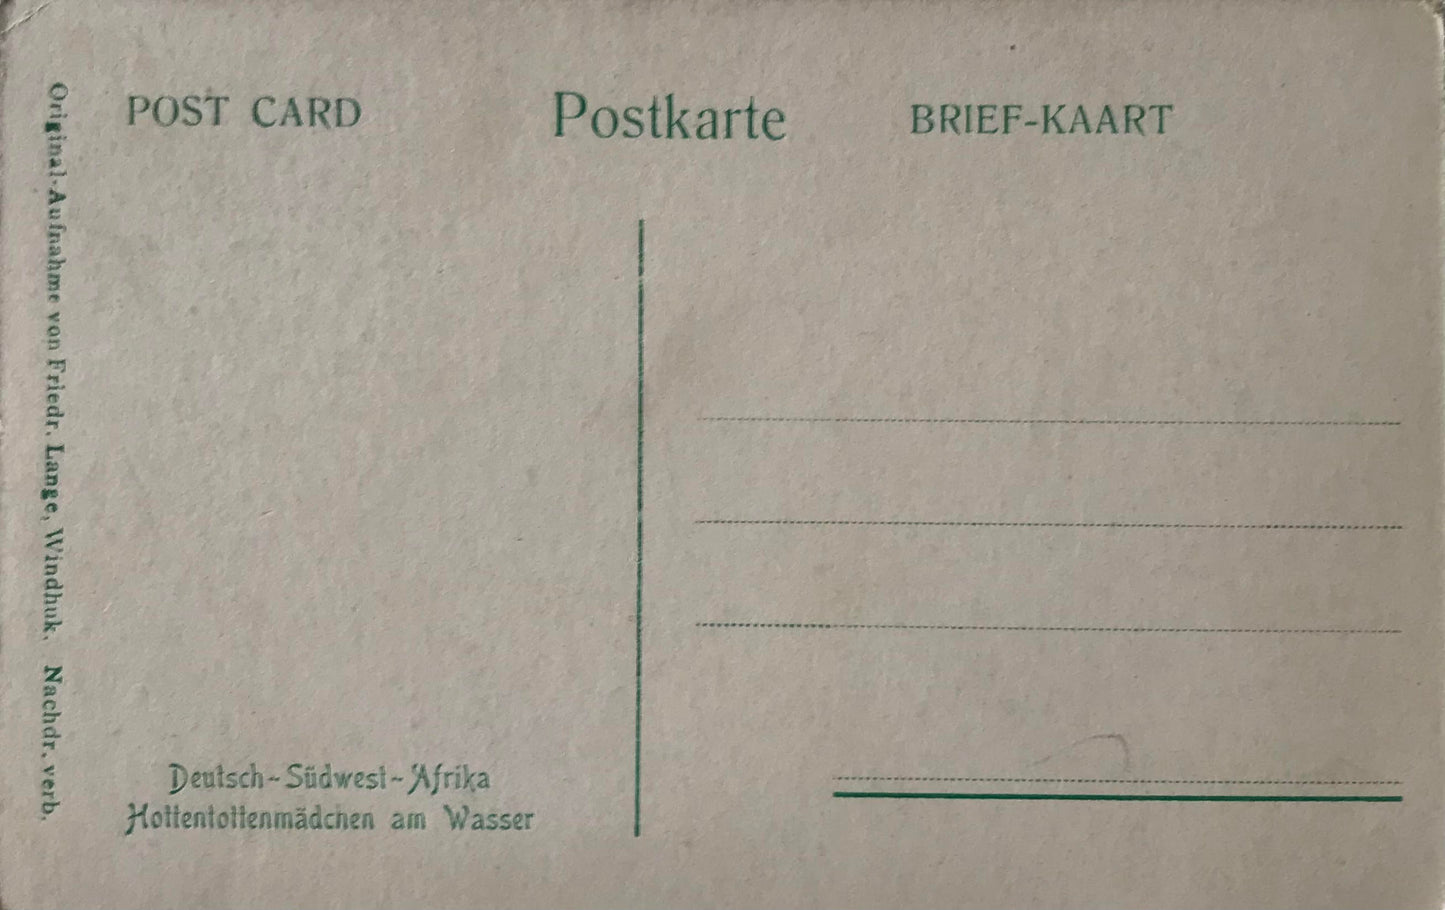 POST CARD
Postkarte
BRIEF-KAART
Original-Aufnahme von Friedr. Lange, Windhuk. Nachdr. verb.
Deutsch-Südwest-Afrika
Hottentottenmädchen am Wasser